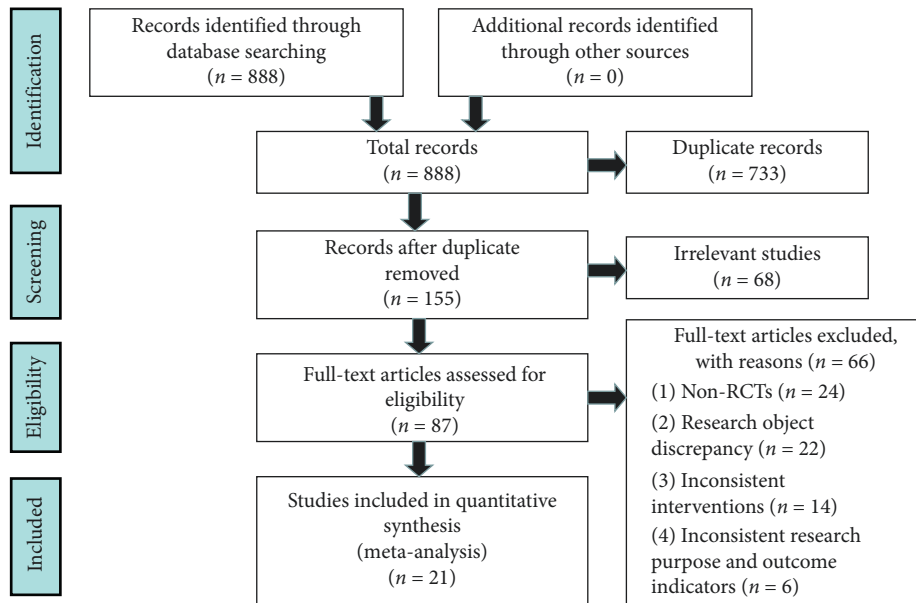 Identification
Records identified through
database searching
(n = 888)
Additional records identified
through other sources
(n = 0)
Total records
(n = 888)
Duplicate records
(n = 733)
Screening
Records after duplicate
removed
(n = 155)
Irrelevant studies
(n = 68)
Eligibility
Full-text articles assessed for
eligibility
(n = 87)
Full-text articles excluded,
with reasons (n = 66)
(1) Non-RCTs (n = 24)
(2) Research object
discrepancy (n = 22)
(3) Inconsistent
interventions (n = 14)
(4) Inconsistent research
purpose and outcome
indicators (n = 6)
Included
Studies included in quantitative
synthesis
(meta-analysis)
(n = 21)